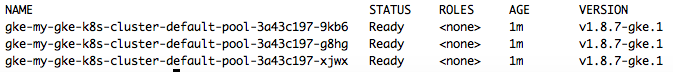 NAME STATUS ROLES AGE VERSION
gke-my-gke-k8s-cluster-default-pool-3a43c197-9kb6 Ready <none> 1m v1.8.7-gke.1
gke-my-gke-k8s-cluster-default-pool-3a43c197-g8hg Ready <none> 1m v1.8.7-gke.1
gke-my-gke-k8s-cluster-default-pool-3a43c197-xjwx Ready <none> 1m v1.8.7-gke.1